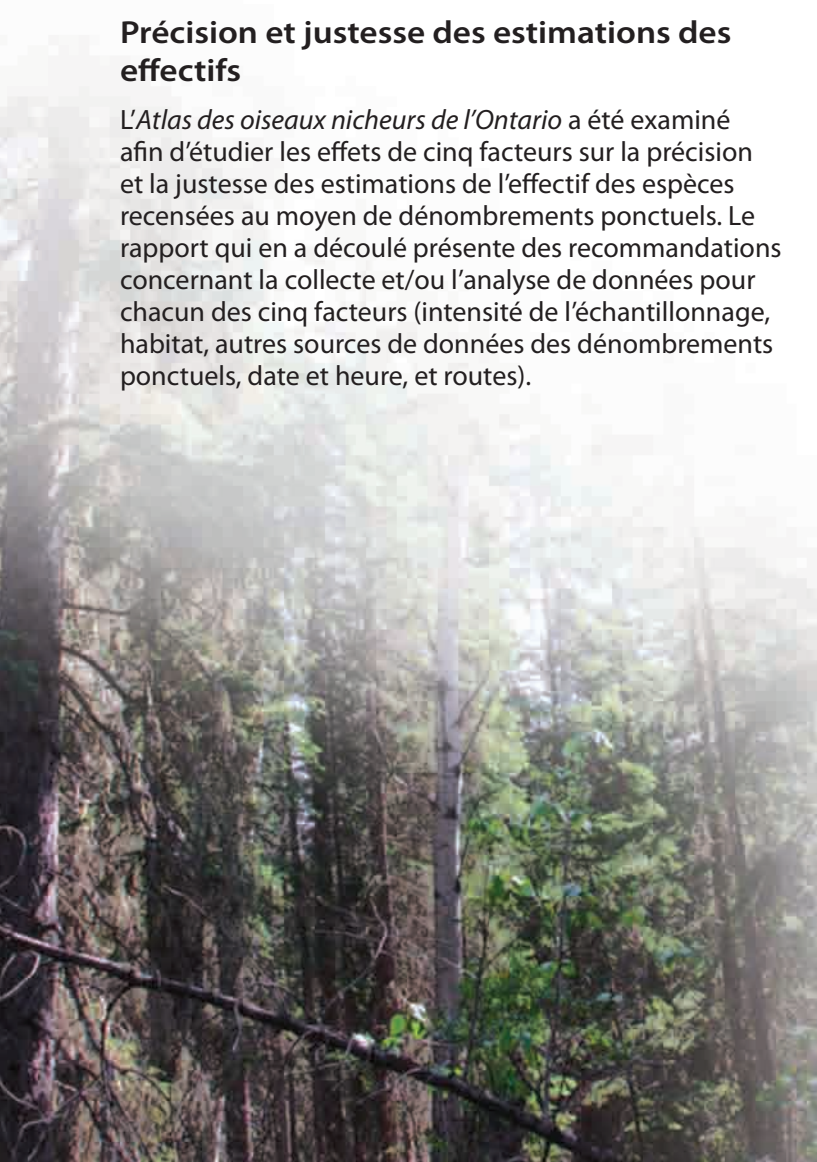 Précision et justesse des estimations des
effectifs
L’Atlas des oiseaux nicheurs de l’Ontario a été examiné
afin d’étudier les effets de cinq facteurs sur la précision
et la justesse des estimations de l’effectif des espèces
recensées au moyen de dénombrements ponctuels. Le
rapport qui en a découlé présente des recommandations
concernant la collecte et/ou l’analyse de données pour
chacun des cinq facteurs (intensité de l’échantillonnage,
habitat, autres sources de données des dénombrements
ponctuels, date et heure, et routes).